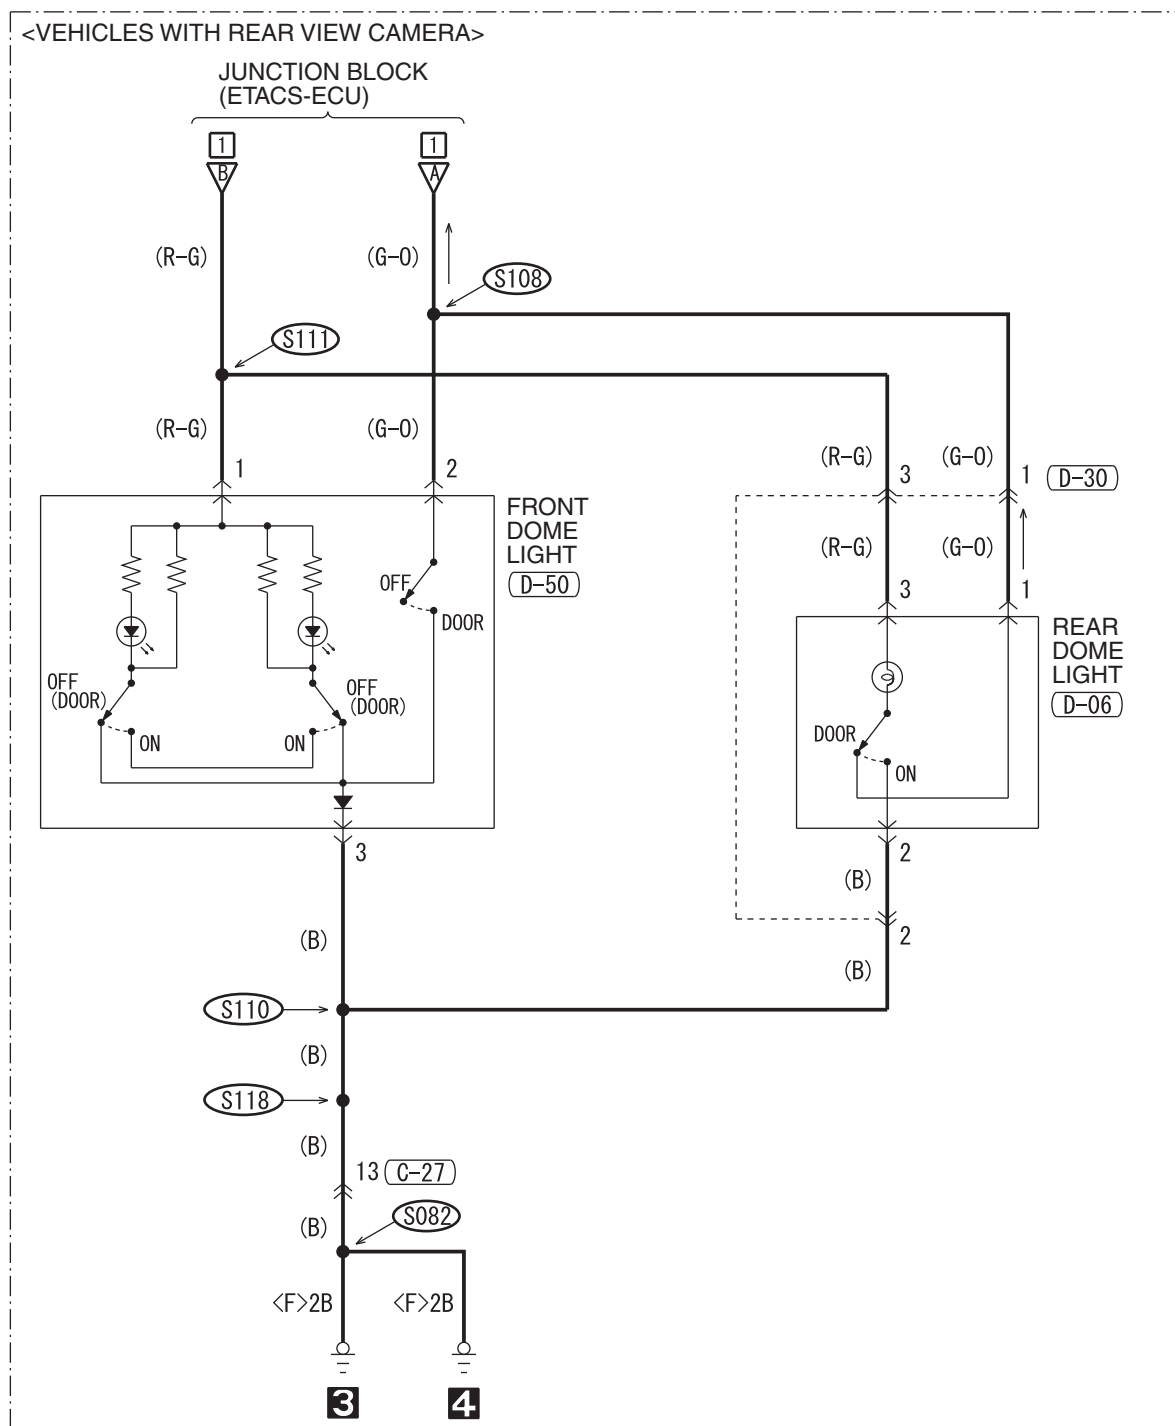 <VEHICLES WITH REAR VIEW CAMERA>
JUNCTION BLOCK
(ETACS-ECU)
1
1
B
A
(R-G)
(G-O)
S108
S111
(R-G)
(G-O)
(R-G)
(G-O)
1
2
3
1
D-30
FRONT
DOME
LIGHT
D-50
(R-G)
(G-O)
OFF
DOOR
3
1
REAR
DOME
LIGHT
D-06
OFF
(DOOR)
OFF
(DOOR)
ON
ON
DOOR
ON
3
2
(B)
2
(B)
(B)
S110
(B)
S118
(B)
13
C-27
(B)
S082
<F>2B
<F>2B
3
4